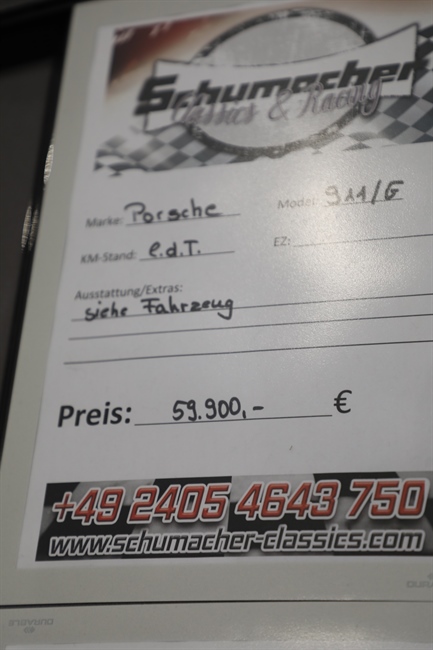 Schumacher
Classics & Racing
Marke: Porsche Model: 911/G
KM-Stand: l.d.T. EZ:
Ausstattung/Extras:
siehe Fahrzeug
Preis: 59.900,- €
+49 2405 4643 750
www.schumacher-classics.com